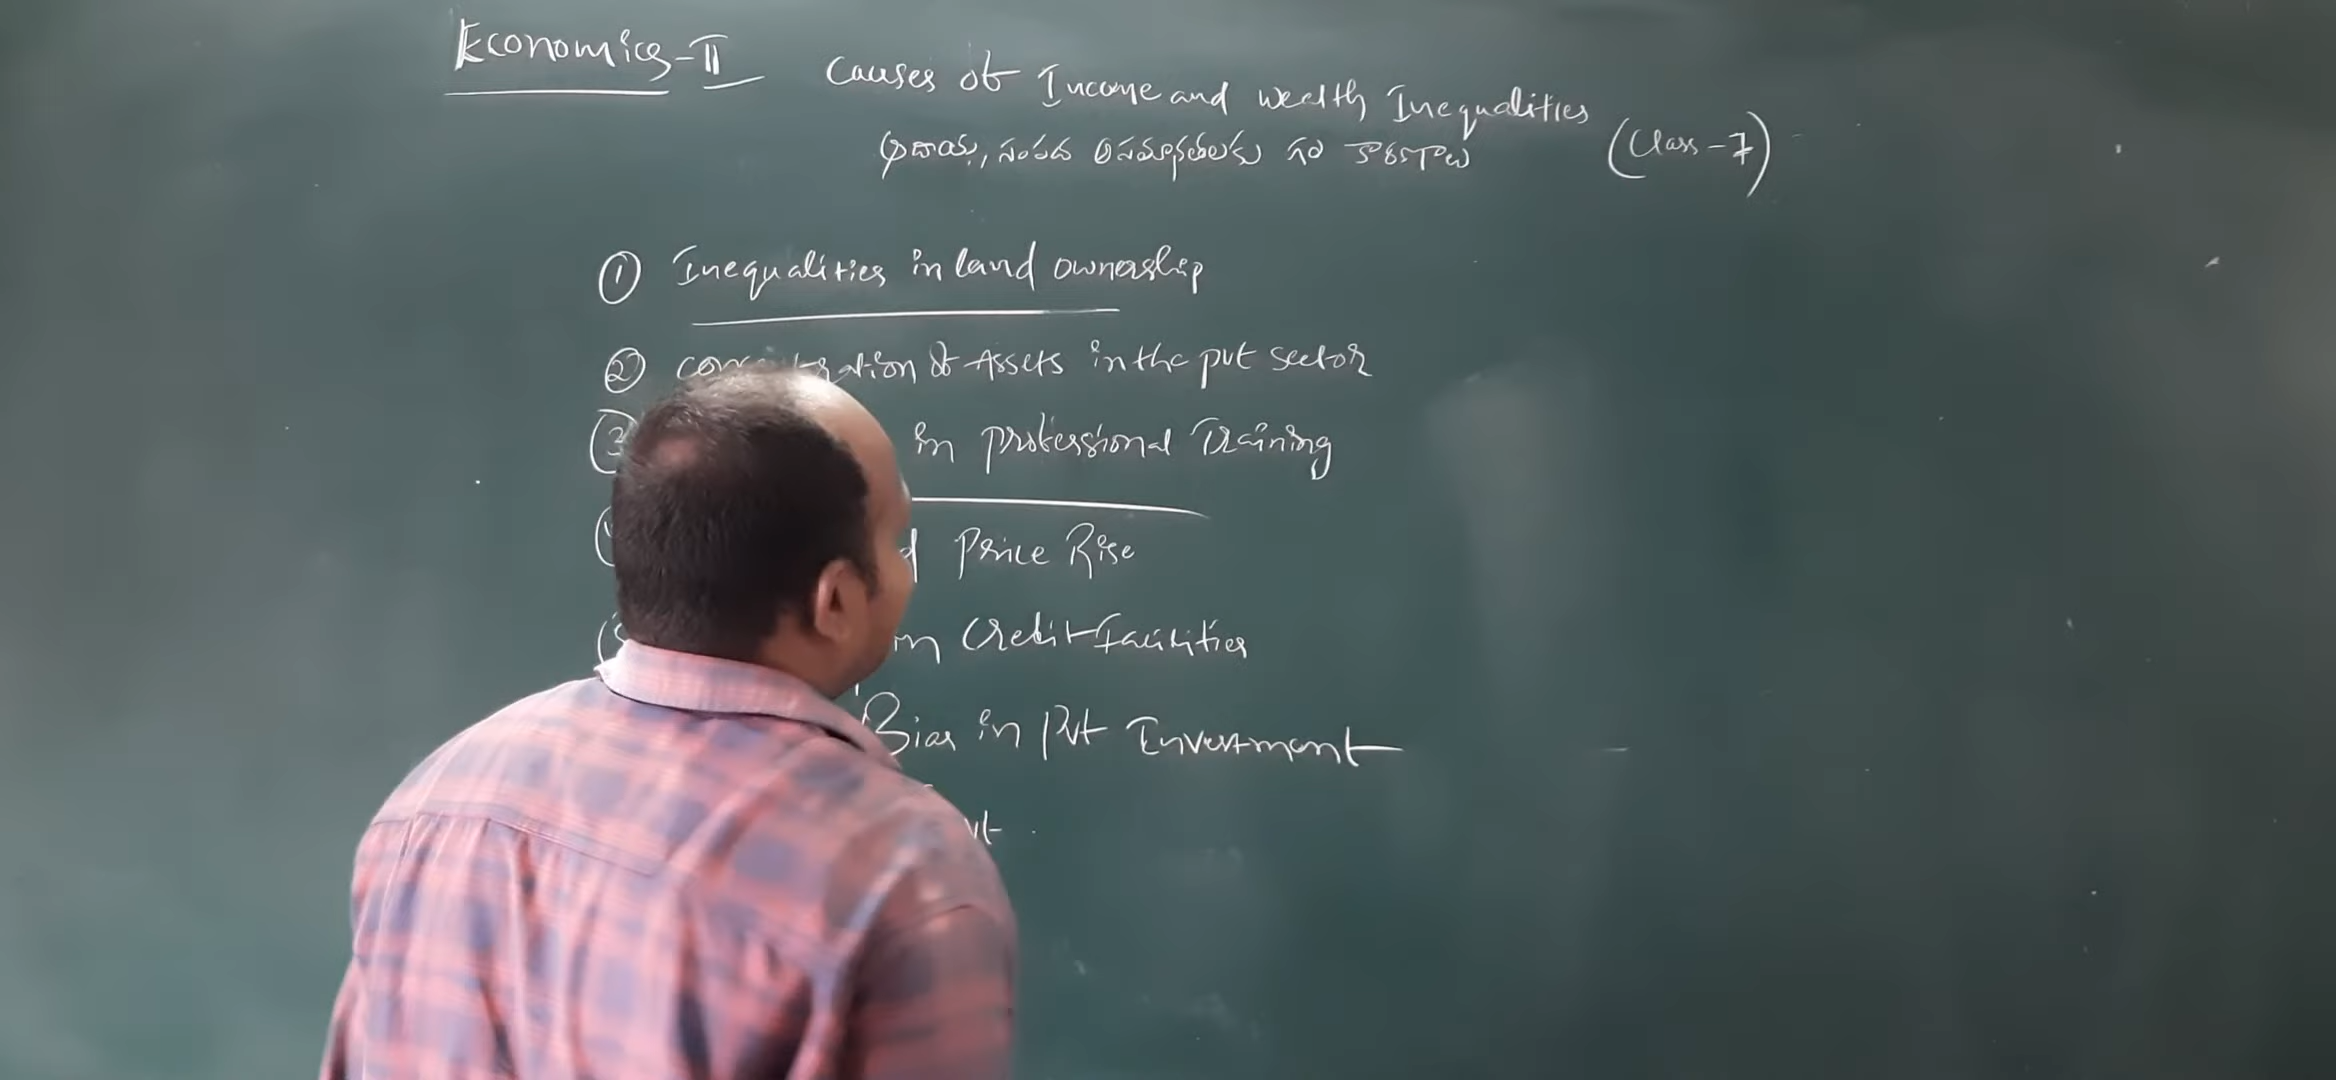 Economics-II
Causes of Income and Wealth Inequalities
ఆదాయ, సంపద అసమానతలకు గల కారణాలు
(Class-7)
① Inequalities in land ownership
② of Assets in the pvt sector
③ in professional Training
Price Rise
in Credit Facilities
Bias in Pvt Investment